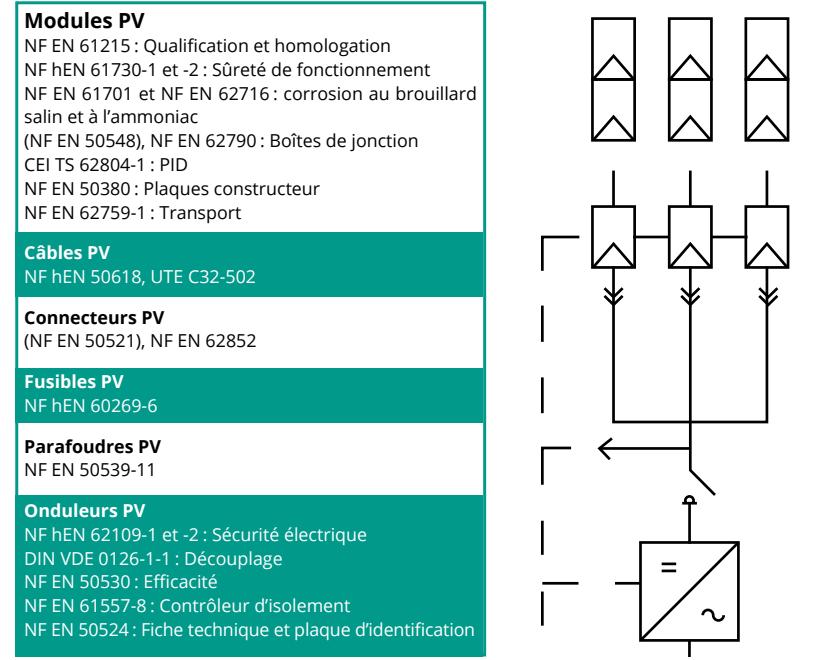 Modules PV
NF EN 61215 : Qualification et homologation
NF hEN 61730-1 et -2 : Sûreté de fonctionnement
NF EN 61701 et NF EN 62716 : corrosion au brouillard
salin et à l’ammoniac
(NF EN 50548), NF EN 62790 : Boîtes de jonction
CEI TS 62804-1 : PID
NF EN 50380 : Plaques constructeur
NF EN 62759-1 : Transport
Câbles PV
NF hEN 50618, UTE C32-502
Connecteurs PV
(NF EN 50521), NF EN 62852
Fusibles PV
NF hEN 60269-6
Parafoudres PV
NF EN 50539-11
Onduleurs PV
NF hEN 62109-1 et -2 : Sécurité électrique
DIN VDE 0126-1-1 : Découplage
NF EN 50530 : Efficacité
NF EN 61557-8 : Contrôleur d’isolement
NF EN 50524 : Fiche technique et plaque d’identification